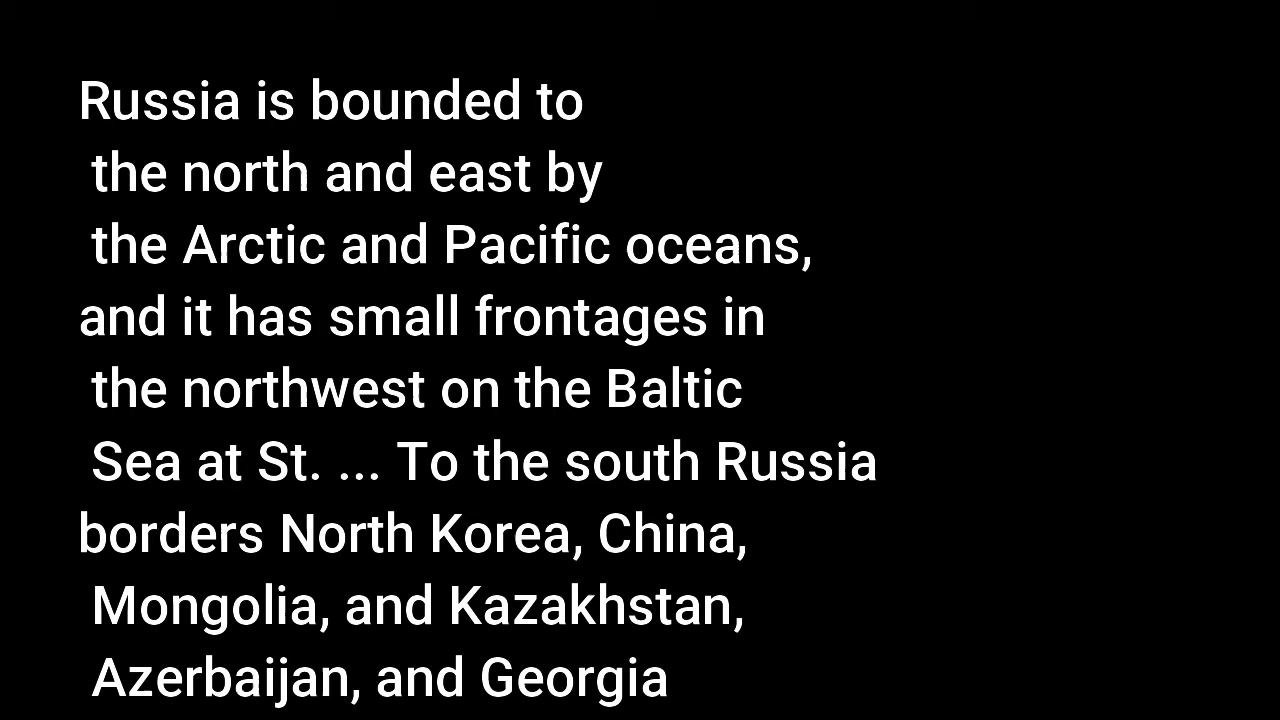 Russia is bounded to
the north and east by
the Arctic and Pacific oceans,
and it has small frontages in
the northwest on the Baltic
Sea at St. ... To the south Russia
borders North Korea, China,
Mongolia, and Kazakhstan,
Azerbaijan, and Georgia